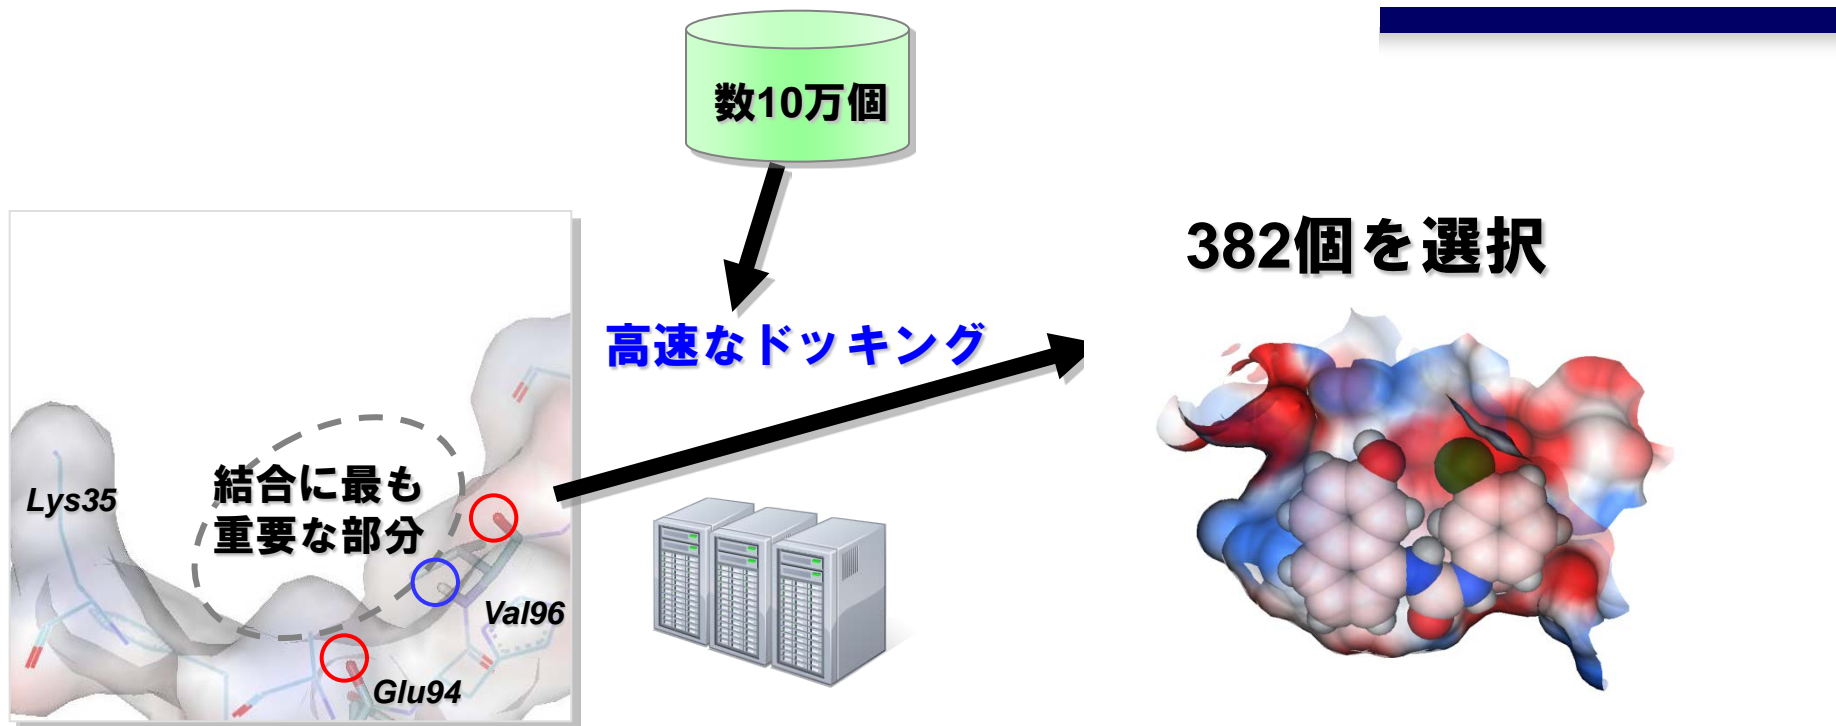 数10万個
382個を選択
高速なドッキング
結合に最も
重要な部分
Lys35
Val96
Glu94